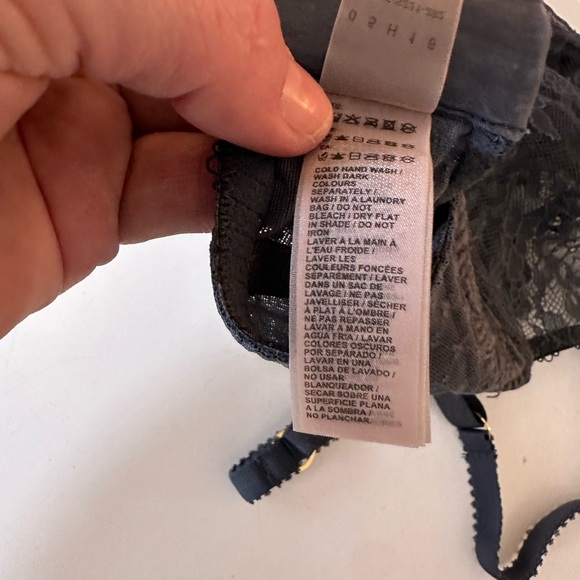 COLD HAND WASH /
WASH DARK
COLOURS
SEPARATELY /
WASH IN A LAUNDRY
BAG / DO NOT
BLEACH / DRY FLAT
IN SHADE / DO NOT
IRON
LAVER À LA MAIN À
L'EAU FROIDE /
LAVER LES
COULEURS FONCÉES
SÉPARÉMENT / LAVER
DANS UN SAC DE
LAVAGE / NE PAS
JAVELLISER / SÉCHER
À PLAT À L'OMBRE /
NE PAS REPASSER
LAVAR A MANO EN
AGUA FRIA / LAVAR
COLORES OSCUROS
POR SEPARADO /
LAVAR EN UNA
BOLSA DE LAVADO /
NO USAR
BLANQUEADOR /
SECAR SOBRE UNA
SUPERFICIE PLANA
A LA SOMBRA /
NO PLANCHAR